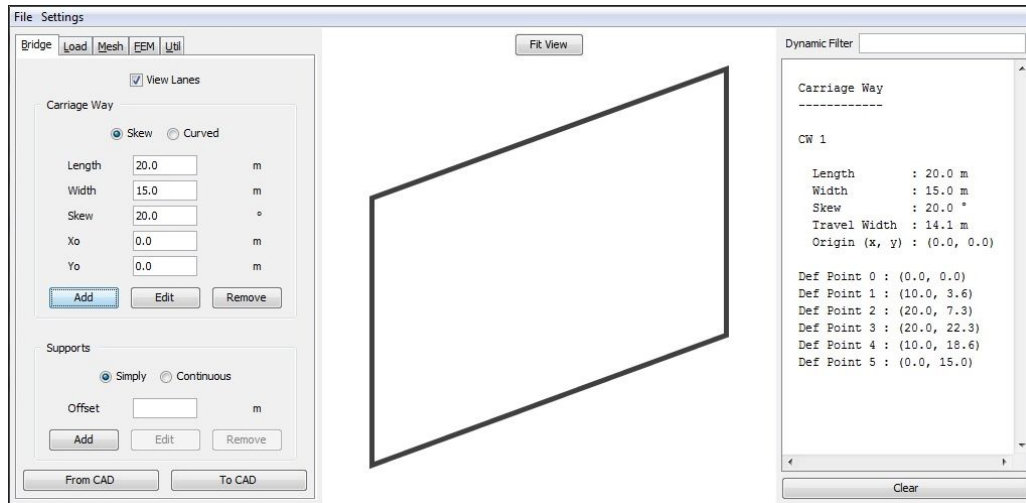 File Settings
Bridge Load Mesh FEM Util
View Lanes
Carriage Way
Skew Curved
Length 20.0 m
Width 15.0 m
Skew 20.0 °
Xo 0.0 m
Yo 0.0 m
Add Edit Remove
Supports
Simply Continuous
Offset m
Add Edit Remove
From CAD To CAD
Fit View
Dynamic Filter
Carriage Way
------------
CW 1
Length : 20.0 m
Width : 15.0 m
Skew : 20.0 °
Travel Width : 14.1 m
Origin (x, y) : (0.0, 0.0)
Def Point 0 : (0.0, 0.0)
Def Point 1 : (10.0, 3.6)
Def Point 2 : (20.0, 7.3)
Def Point 3 : (20.0, 22.3)
Def Point 4 : (10.0, 18.6)
Def Point 5 : (0.0, 15.0)
Clear